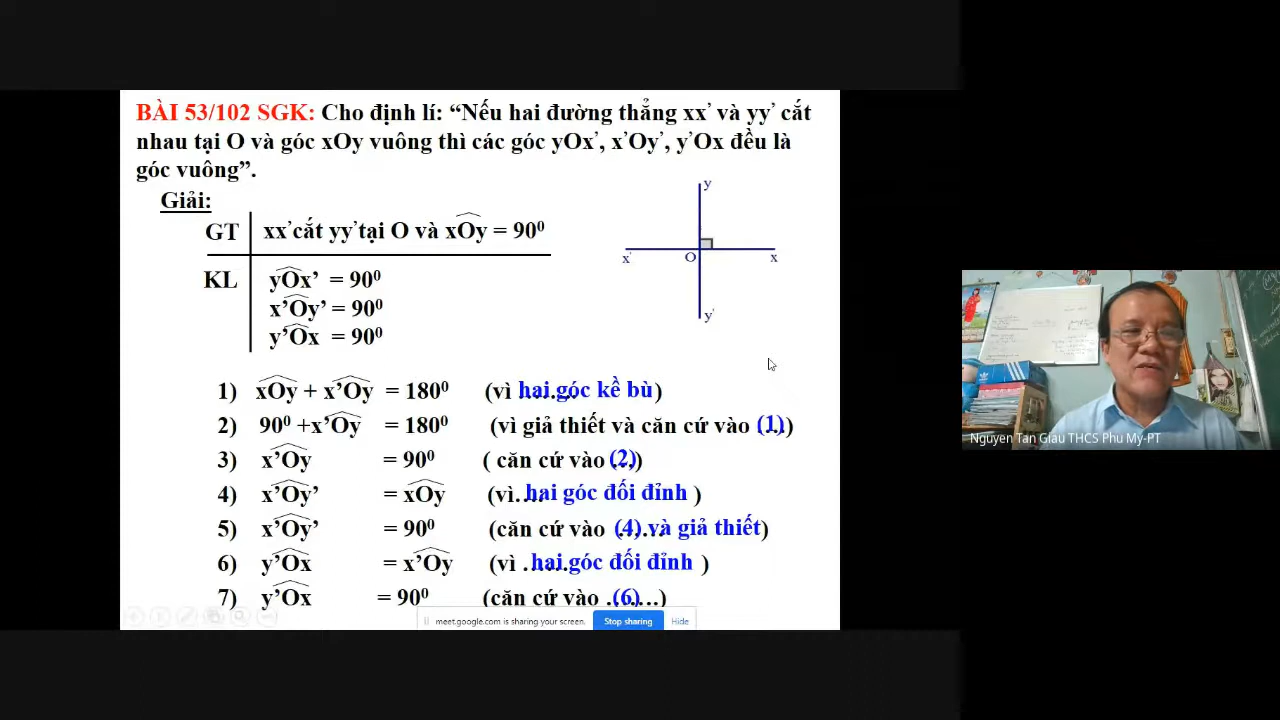 BÀI 53/102 SGK: Cho định lí: “Nếu hai đường thẳng xx’ và yy’ cắt
nhau tại O và góc xOy vuông thì các góc yOx’, x’Oy’, y’Ox đều là
góc vuông”.
Giải:
GT xx’cắt yy’tại O và xOy = 90⁰
KL yOx’ = 90⁰
x’Oy’ = 90⁰
y’Ox = 90⁰
y
x’ O x
y’
1) xOy + x’Oy = 180⁰ (vì hai góc kề bù)
2) 90⁰ +x’Oy = 180⁰ (vì giả thiết và căn cứ vào (1))
3) x’Oy = 90⁰ ( căn cứ vào (2))
4) x’Oy’ = xOy (vì.... hai góc đối đỉnh )
5) x’Oy’ = 90⁰ (căn cứ vào (4) và giả thiết)
6) y’Ox = x’Oy (vì ....... hai góc đối đỉnh )
7) y’Ox = 90⁰ (căn cứ vào ..(6)...)
meet.google.com is sharing your screen. Stop sharing Hide
Nguyen Tan Giau THCS Phu My-PT